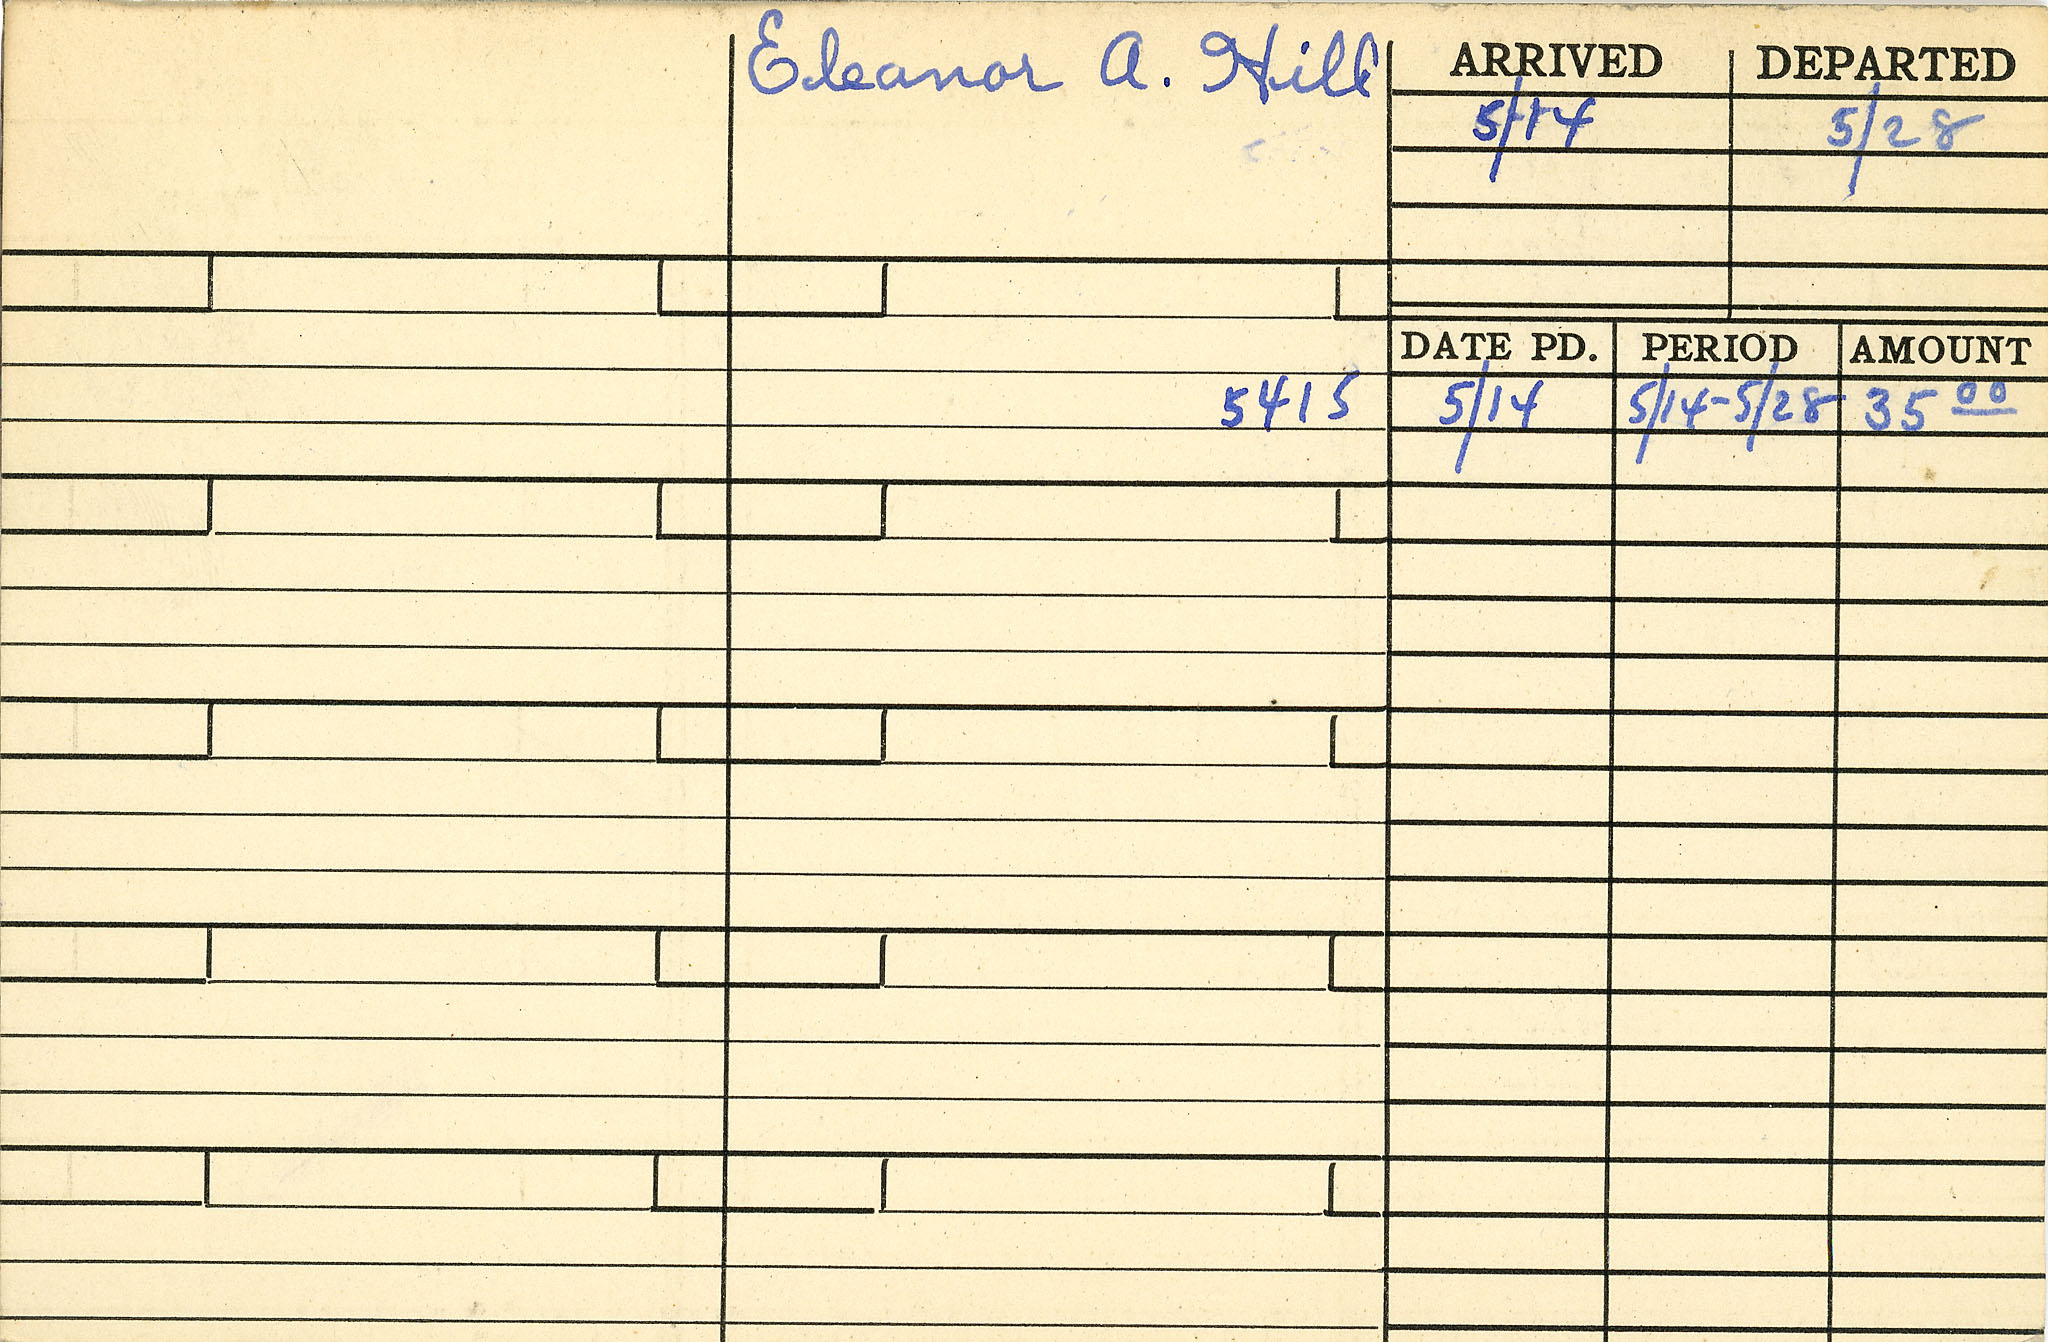 Eleanor A. Hill
ARRIVED DEPARTED
5/14 5/28
DATE PD. PERIOD AMOUNT
5415 5/14 5/14-5/28 35 00